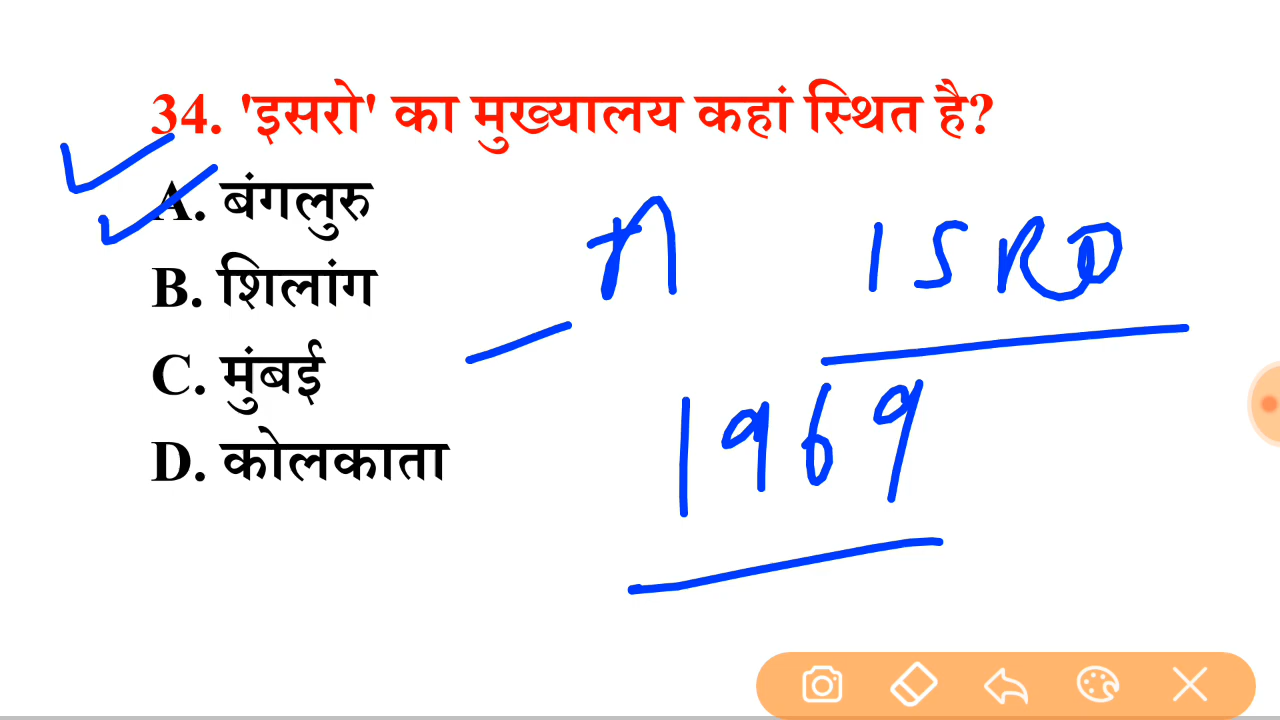 34. 'इसरो' का मुख्यालय कहां स्थित है?
A. बंगलुरु
B. शिलांग
C. मुंबई
D. कोलकाता
ISRO
1969